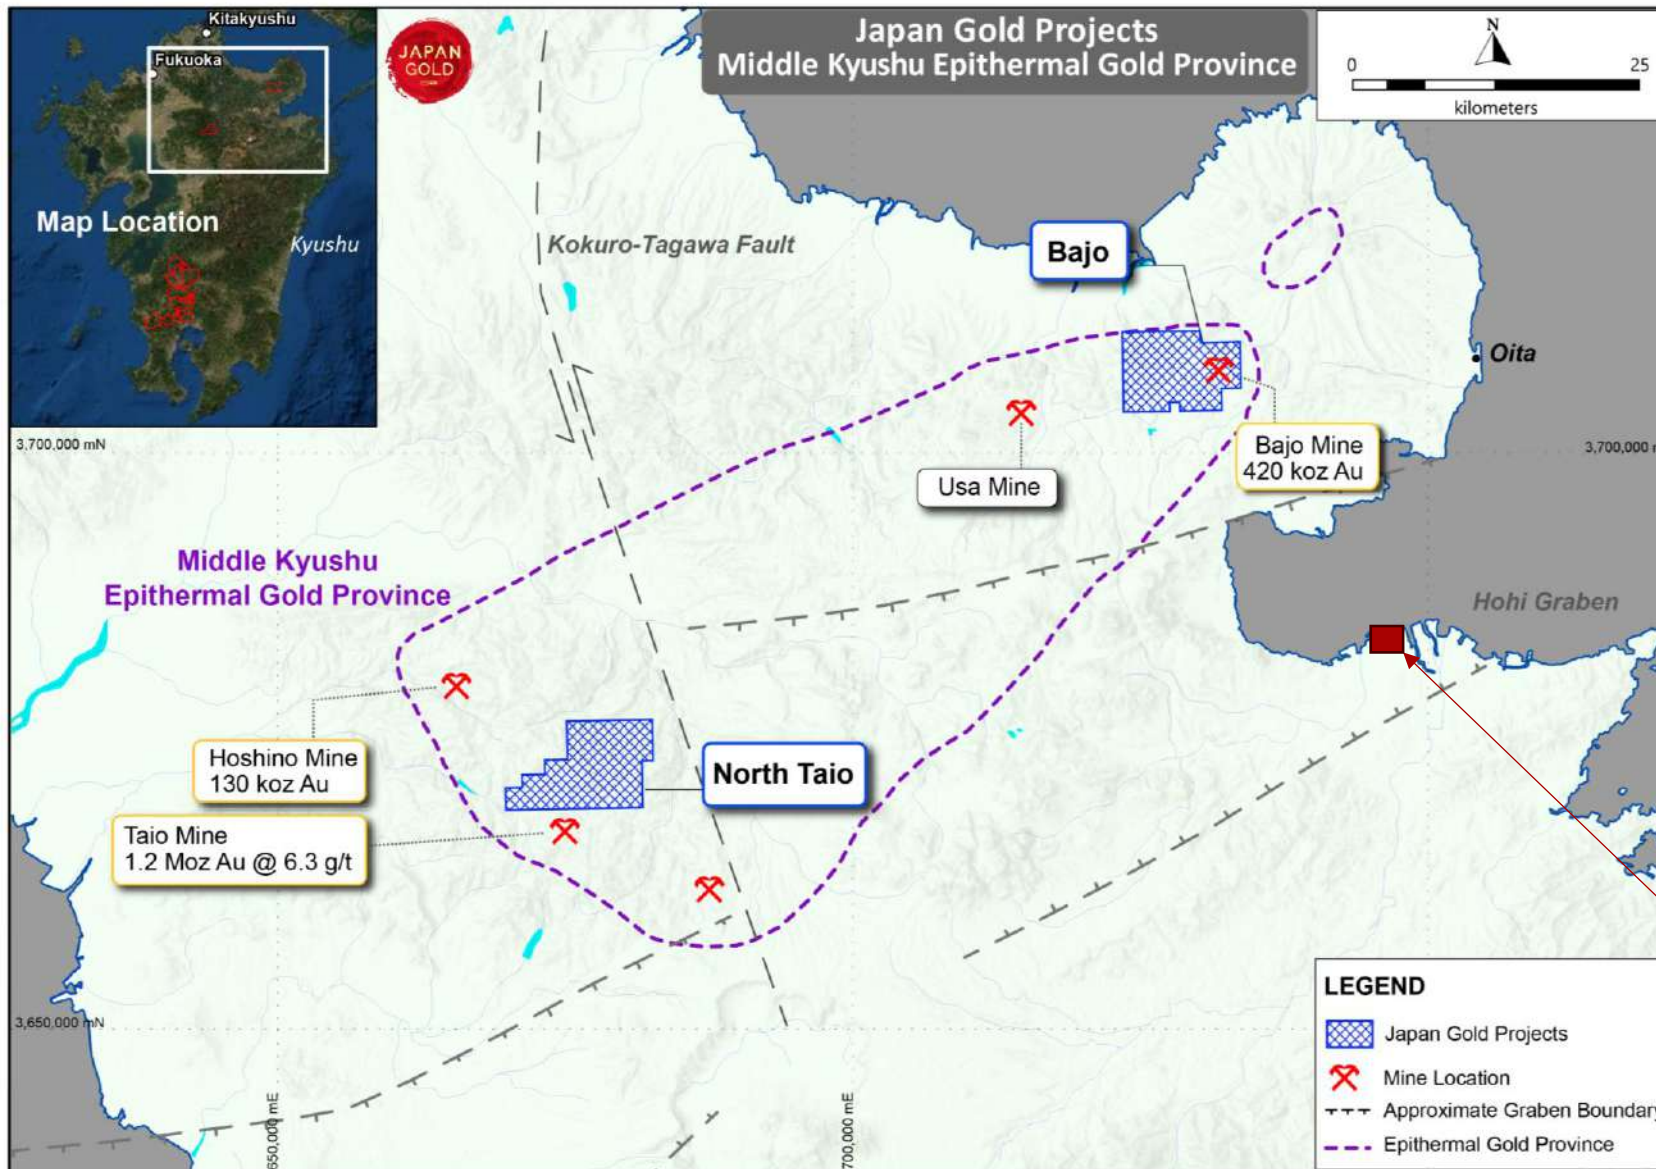 Kitakyushu
Fukuoka
Map Location
Kyushu
JAPAN
GOLD
Japan Gold Projects
Middle Kyushu Epithermal Gold Province
N
0 25
kilometers
Kokuro-Tagawa Fault
Bajo
Oita
3,700,000 mN
3,700,000 m
Bajo Mine
420 koz Au
Usa Mine
Middle Kyushu
Epithermal Gold Province
Hohi Graben
Hoshino Mine
130 koz Au
North Taio
Taio Mine
1.2 Moz Au @ 6.3 g/t
3,650,000 mN
650,000 mE
700,000 mE
LEGEND
Japan Gold Projects
Mine Location
Approximate Graben Boundary
Epithermal Gold Province